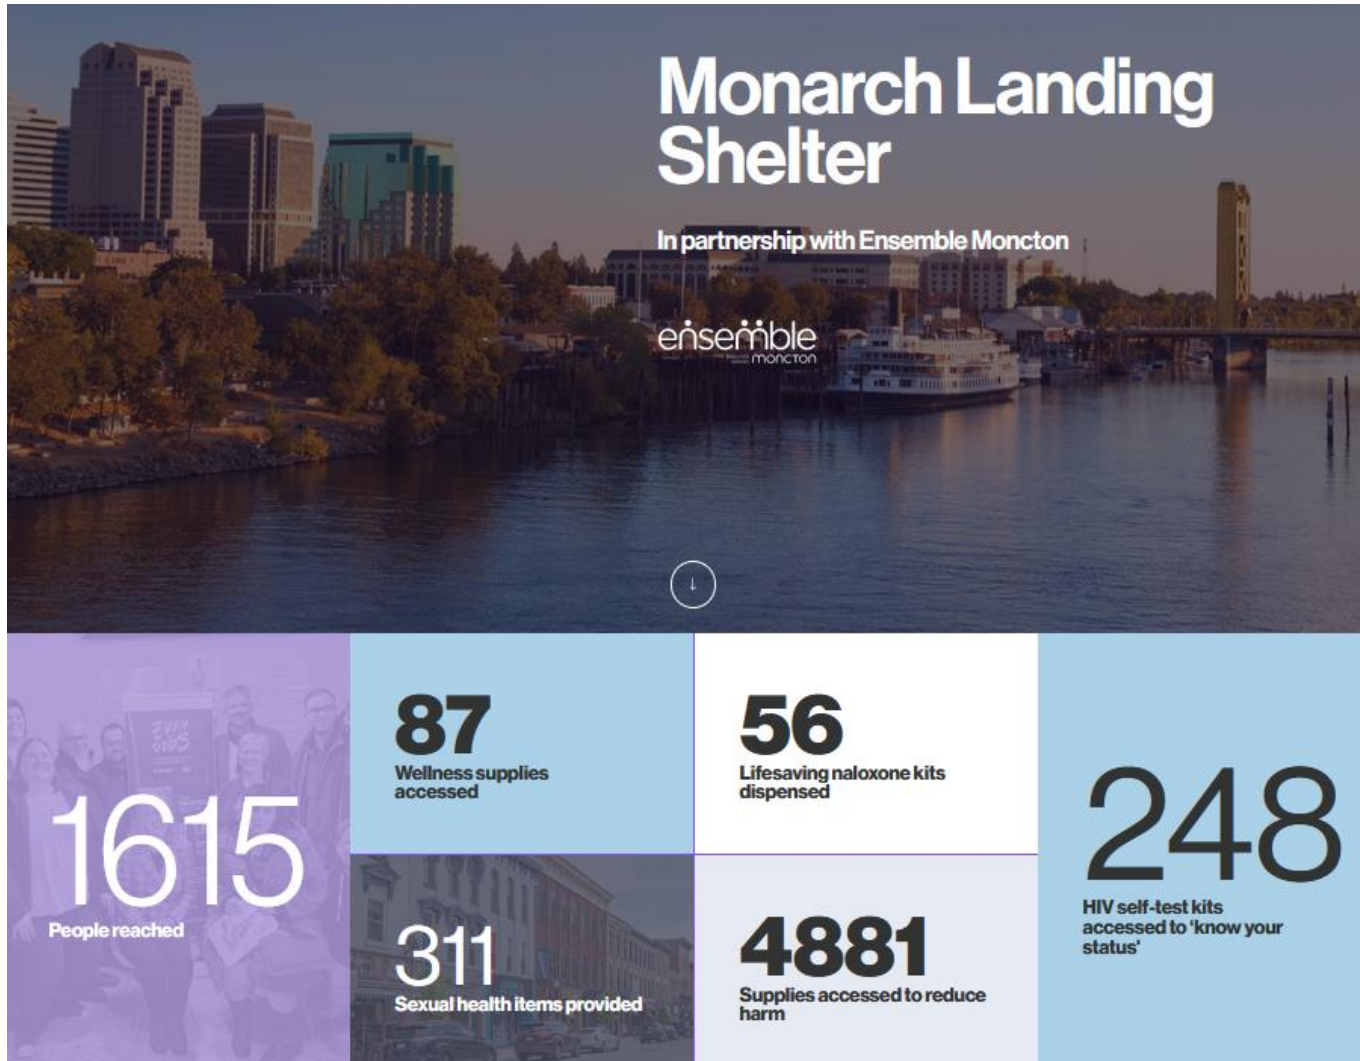 Monarch Landing
Shelter
In partnership with Ensemble Moncton
ensemble
moncton
↓
1615
People reached
87
Wellness supplies
accessed
56
Lifesaving naloxone kits
dispensed
311
Sexual health items provided
4881
Supplies accessed to reduce
harm
248
HIV self-test kits
accessed to 'know your
status'